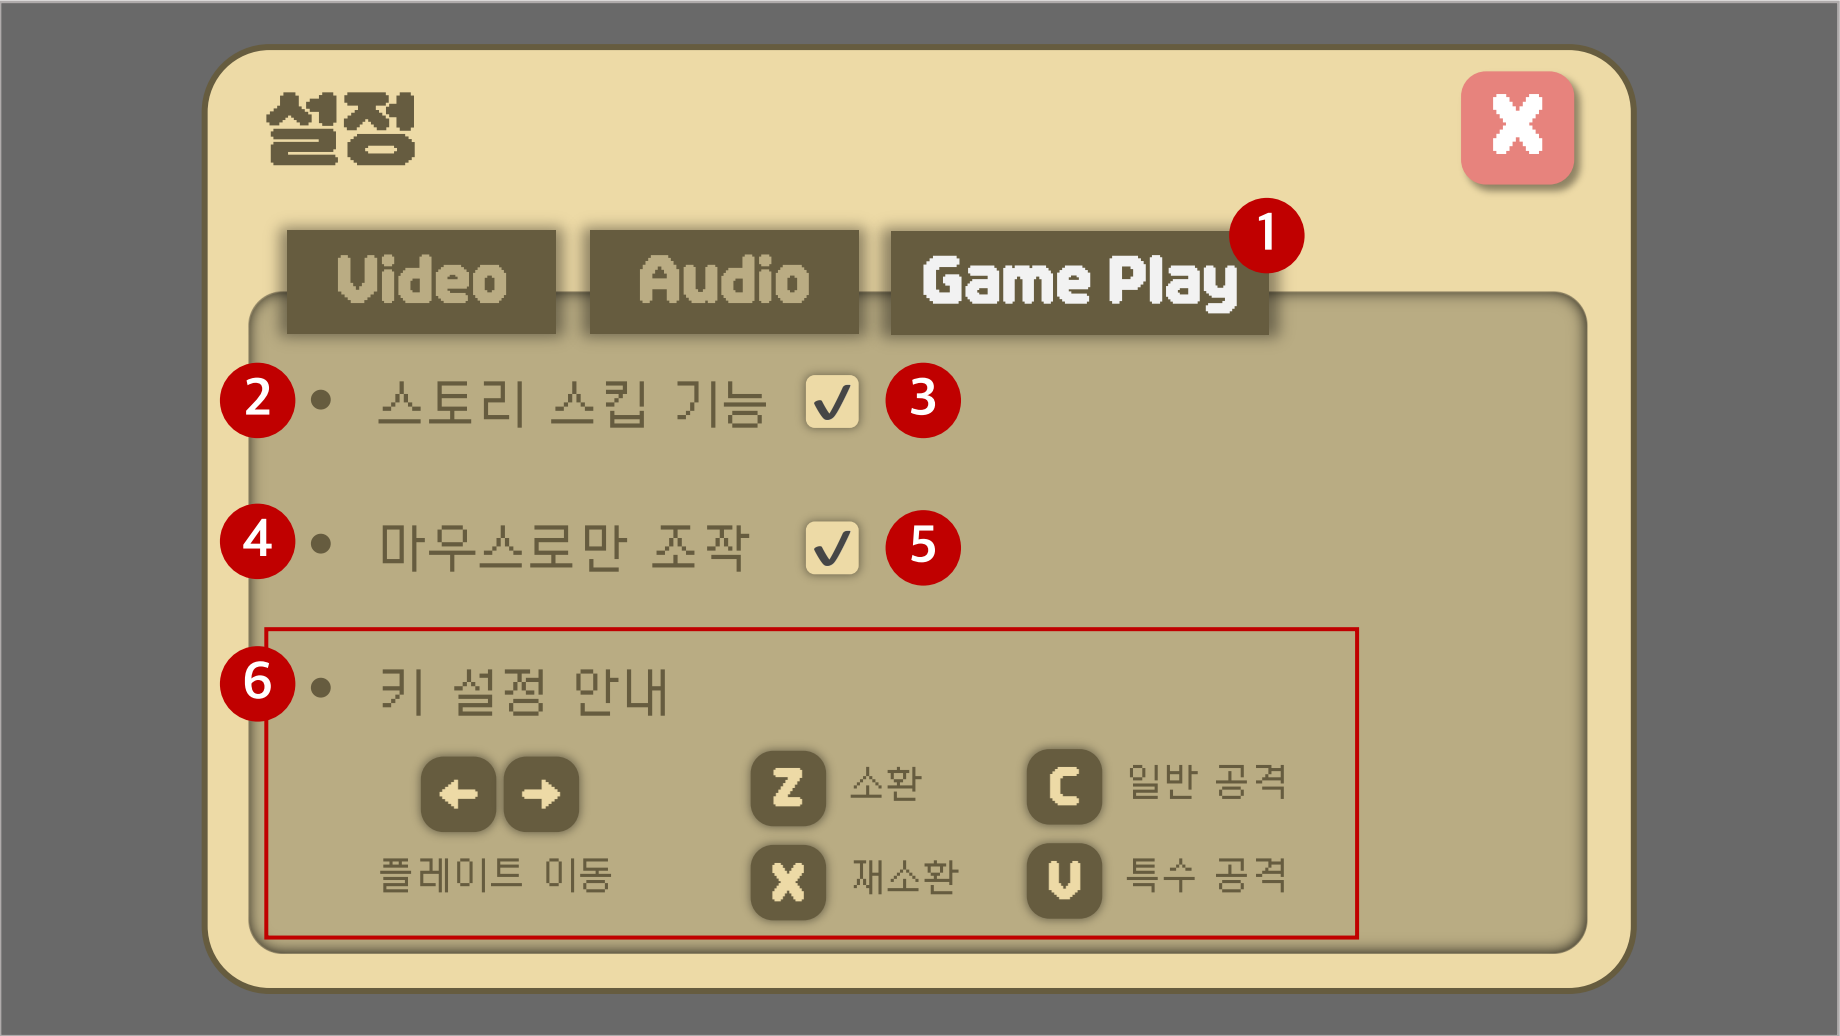 설정
X
Video Audio Game Play 1
2 • 스토리 스킵 기능 ✓ 3
4 • 마우스로만 조작 ✓ 5
6 • 키 설정 안내
← → Z 소환 C 일반 공격
플레이트 이동 X 재소환 V 특수 공격